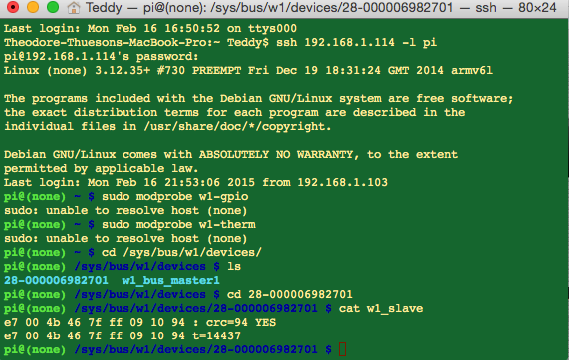 Teddy — pi@(none): /sys/bus/w1/devices/28-000006982701 — ssh — 80×24
Last login: Mon Feb 16 16:50:52 on ttys000
Theodore-Thuesons-MacBook-Pro:~ Teddy$ ssh 192.168.1.114 -l pi
pi@192.168.1.114's password:
Linux (none) 3.12.35+ #730 PREEMPT Fri Dec 19 18:31:24 GMT 2014 armv6l
The programs included with the Debian GNU/Linux system are free software;
the exact distribution terms for each program are described in the
individual files in /usr/share/doc/*/copyright.
Debian GNU/Linux comes with ABSOLUTELY NO WARRANTY, to the extent
permitted by applicable law.
Last login: Mon Feb 16 21:53:06 2015 from 192.168.1.103
pi@(none) ~ $ sudo modprobe w1-gpio
sudo: unable to resolve host (none)
pi@(none) ~ $ sudo modprobe w1-therm
sudo: unable to resolve host (none)
pi@(none) ~ $ cd /sys/bus/w1/devices/
pi@(none) /sys/bus/w1/devices $ ls
28-000006982701  w1_bus_master1
pi@(none) /sys/bus/w1/devices $ cd 28-000006982701
pi@(none) /sys/bus/w1/devices/28-000006982701 $ cat w1_slave
e7 00 4b 46 7f ff 09 10 94 : crc=94 YES
e7 00 4b 46 7f ff 09 10 94 t=14437
pi@(none) /sys/bus/w1/devices/28-000006982701 $